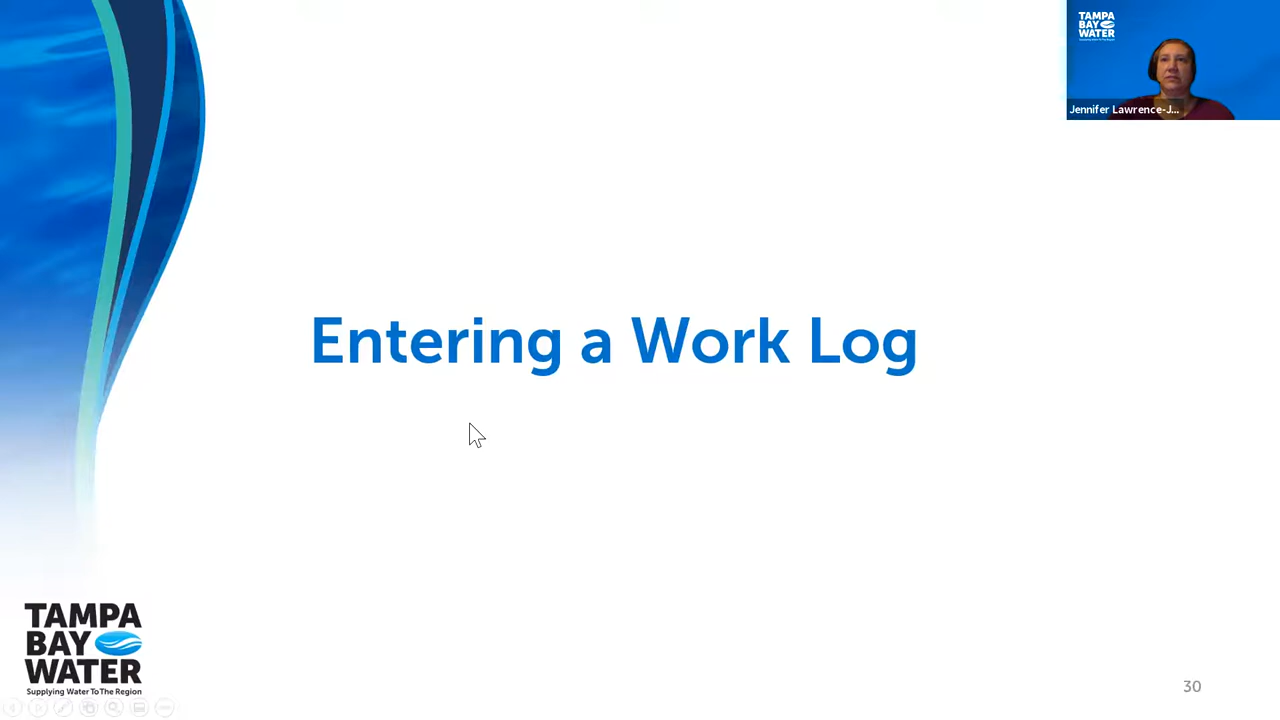 TAMPA
BAY
WATER
Jennifer Lawrence-J...
Entering a Work Log
TAMPA
BAY
WATER
Supplying Water To The Region
30